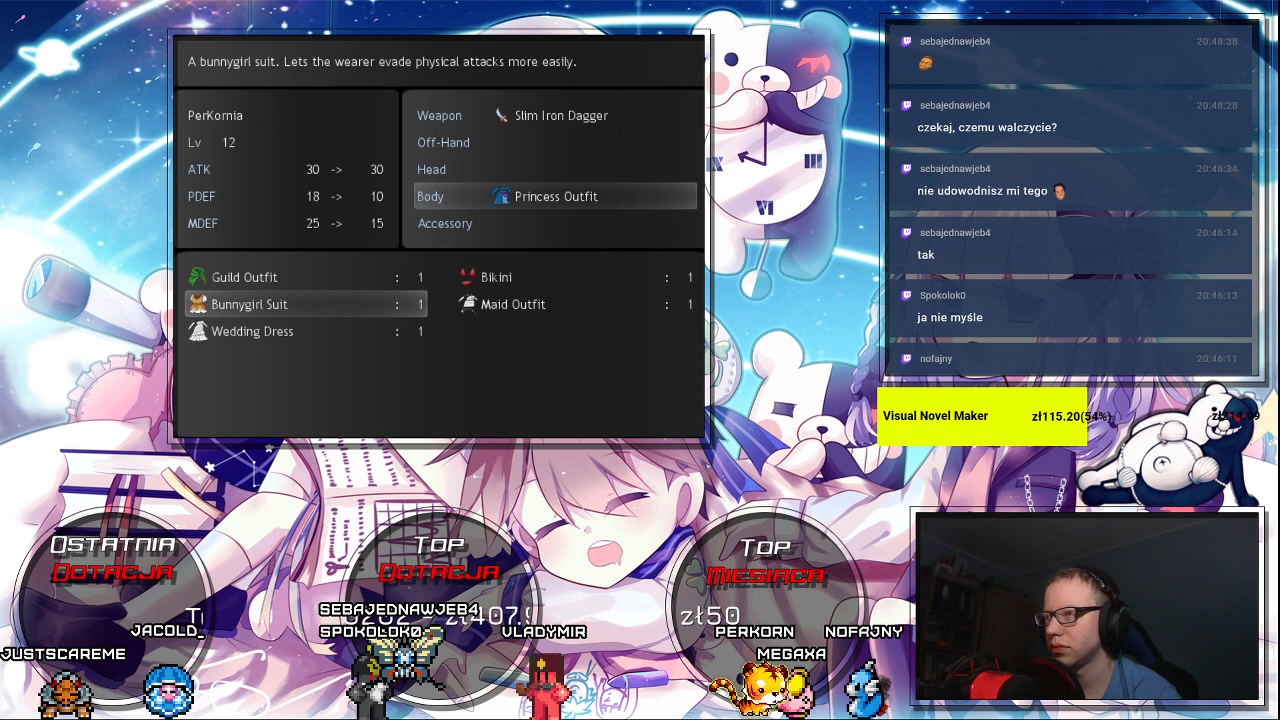 A bunnygirl suit. Lets the wearer evade physical attacks more easily.
PerKornia
Lv 12
ATK 30 -> 30
PDEF 18 -> 10
MDEF 25 -> 15
Weapon Slim Iron Dagger
Off-Hand
Head
Body Princess Outfit
Accessory
Guild Outfit : 1
Bikini : 1
Bunnygirl Suit : 1
Maid Outfit : 1
Wedding Dress : 1
IX III VI
sebajednawjeb4 20:48:38
sebajednawjeb4 20:48:28
czekaj, czemu walczycie?
sebajednawjeb4 20:46:34
nie udowodnisz mi tego
sebajednawjeb4 20:46:14
tak
Spokolok0 20:46:13
ja nie myśle
nofajny 20:46:11
Visual Novel Maker zł115.20(54%)
Ostatnia
Dotacja
Top
Dotacja
Top
Miesiąca
zł407.
zł50
SEBAJEDNAWJEB4
JACOLD_
SPOKOLOK0
VLADYMIR
PERKORN
NOFAJNY
JUSTSCAREME
MEGAXA